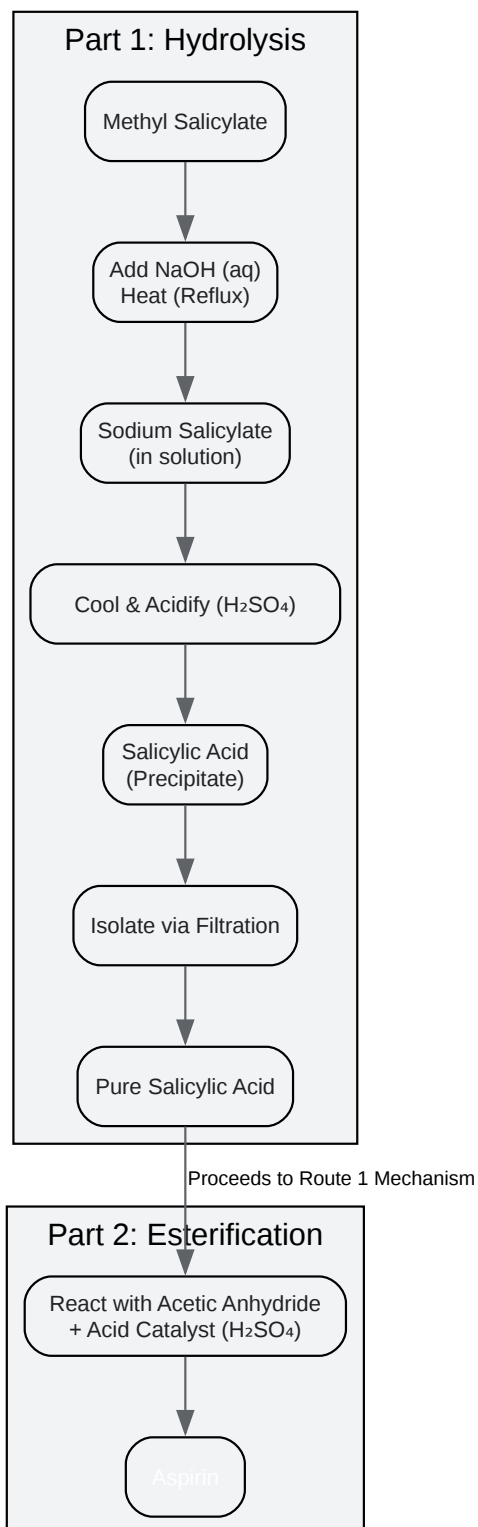 Part 1: Hydrolysis
Methyl Salicylate
Add NaOH (aq)
Heat (Reflux)
Sodium Salicylate
(in solution)
Cool & Acidify (H₂SO₄)
Salicylic Acid
(Precipitate)
Isolate via Filtration
Pure Salicylic Acid
Proceeds to Route 1 Mechanism
Part 2: Esterification
React with Acetic Anhydride
+ Acid Catalyst (H₂SO₄)
Aspirin